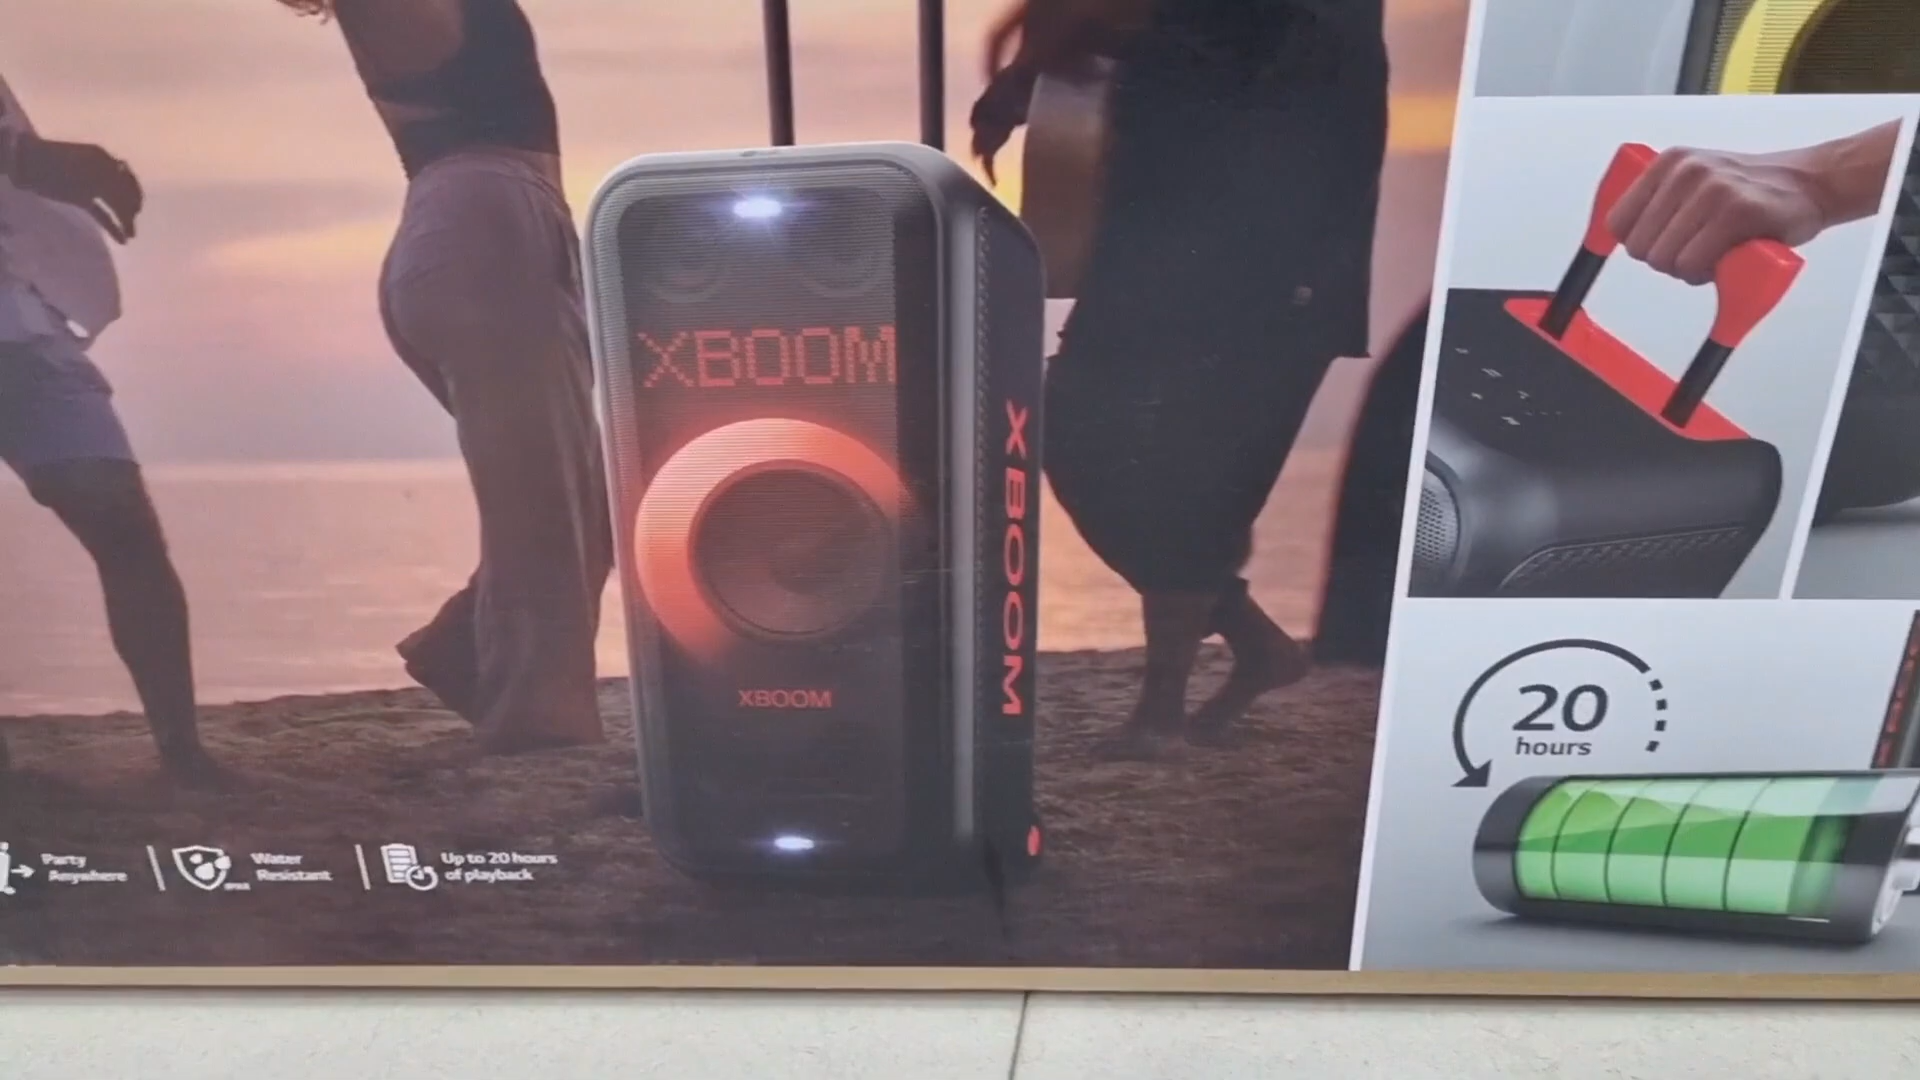 XBOOM
XBOOM
XBOOM
20
hours
Party
Anywhere
Water
Resistant
Up to 20 hours
of playback